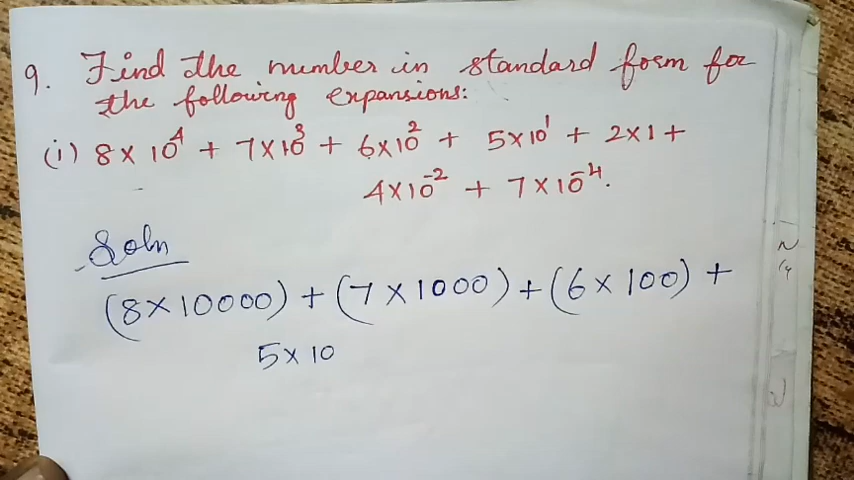 9. Find the number in standard form for
the following expansions:
(i) 8 × 10⁴ + 7 × 10³ + 6 × 10² + 5 × 10¹ + 2 × 1 +
4 × 10⁻² + 7 × 10⁻⁴.
Soln
(8 × 10000) + (7 × 1000) + (6 × 100) +
5 × 10